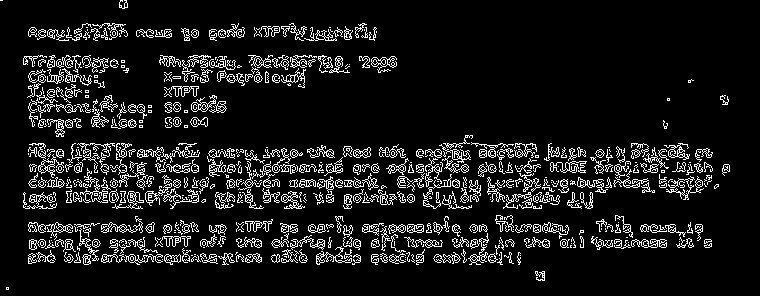 Acquisition news to send XTPT flying!!
Trade Date: Thursday, October 19, 2006
Company: X-Tra Petroleum
Ticker: XTPT
Current Price: $0.0065
Target Price: $0.04
Here is a brand new entry into the Red Hot energy sector. With oil prices at
record levels these small companies are poised to deliver HUGE profits. With a
combination of solid, proven management, Extremely lucrative business sector,
and INCREDIBLE news, this stock is going to fly on Thursday !!!
Members should pick up XTPT as early as possible on Thursday . This news is
going to send XTPT off the charts! We all know that in the oil business it's
the big announcements that make these stocks explode!!